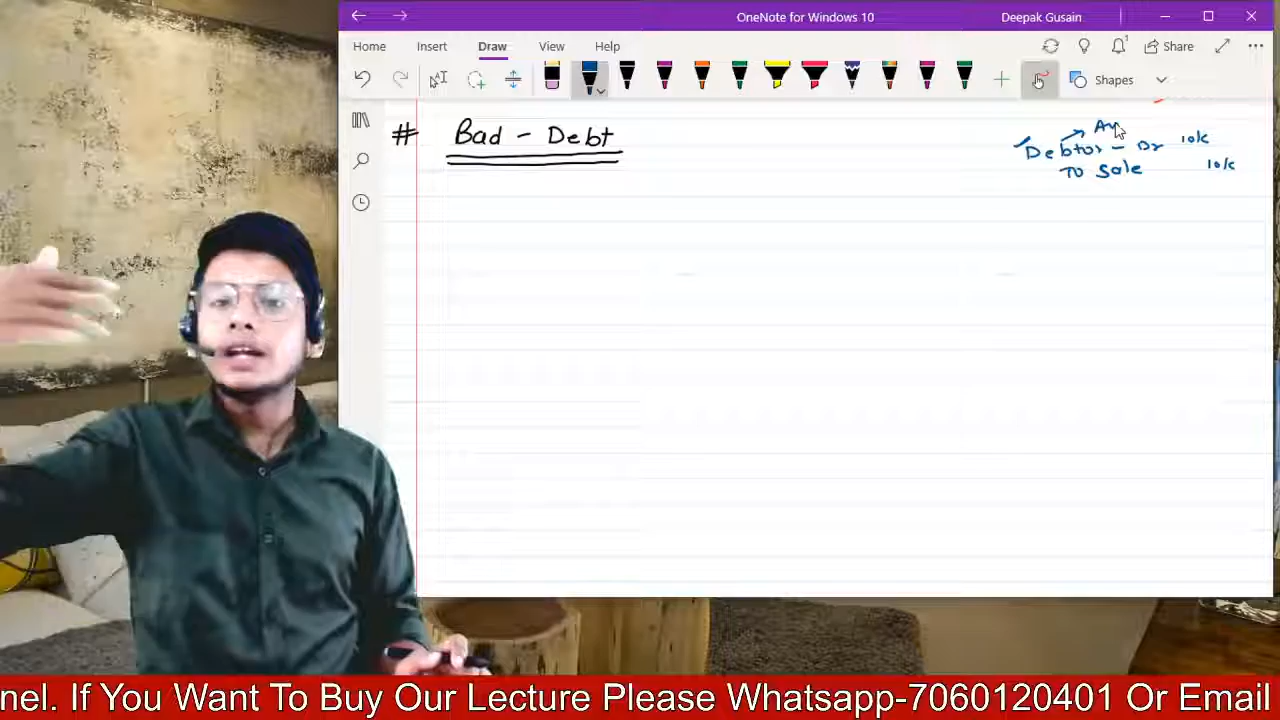 OneNote for Windows 10
Deepak Gusain
Home Insert Draw View Help
Share
Shapes
# Bad - Debt
Debtor - Dr 10k
To Sale 10k
nel. If You Want To Buy Our Lecture Please Whatsapp-7060120401 Or Email